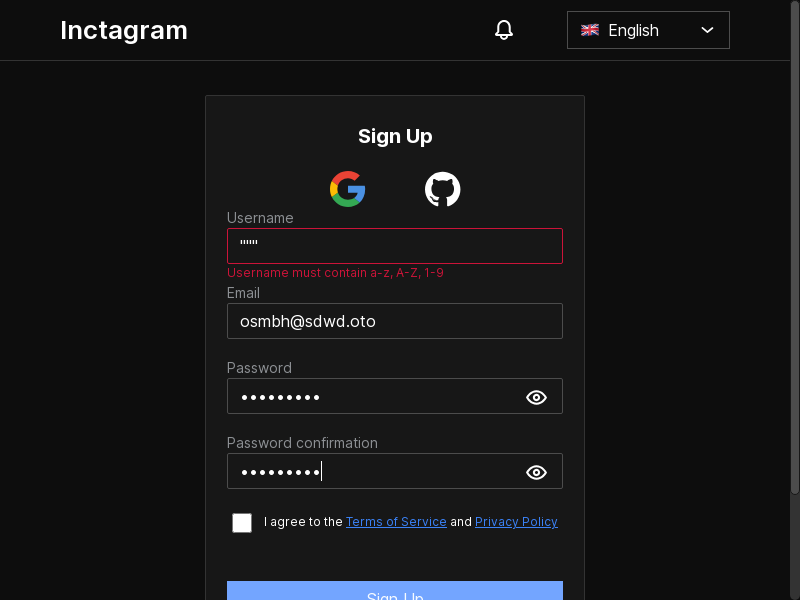 Inctagram
English
Sign Up
Username
""""
Username must contain a-z, A-Z, 1-9
Email
osmbh@sdwd.oto
Password
•••••••••
Password confirmation
•••••••••
I agree to the Terms of Service and Privacy Policy
Sign Up